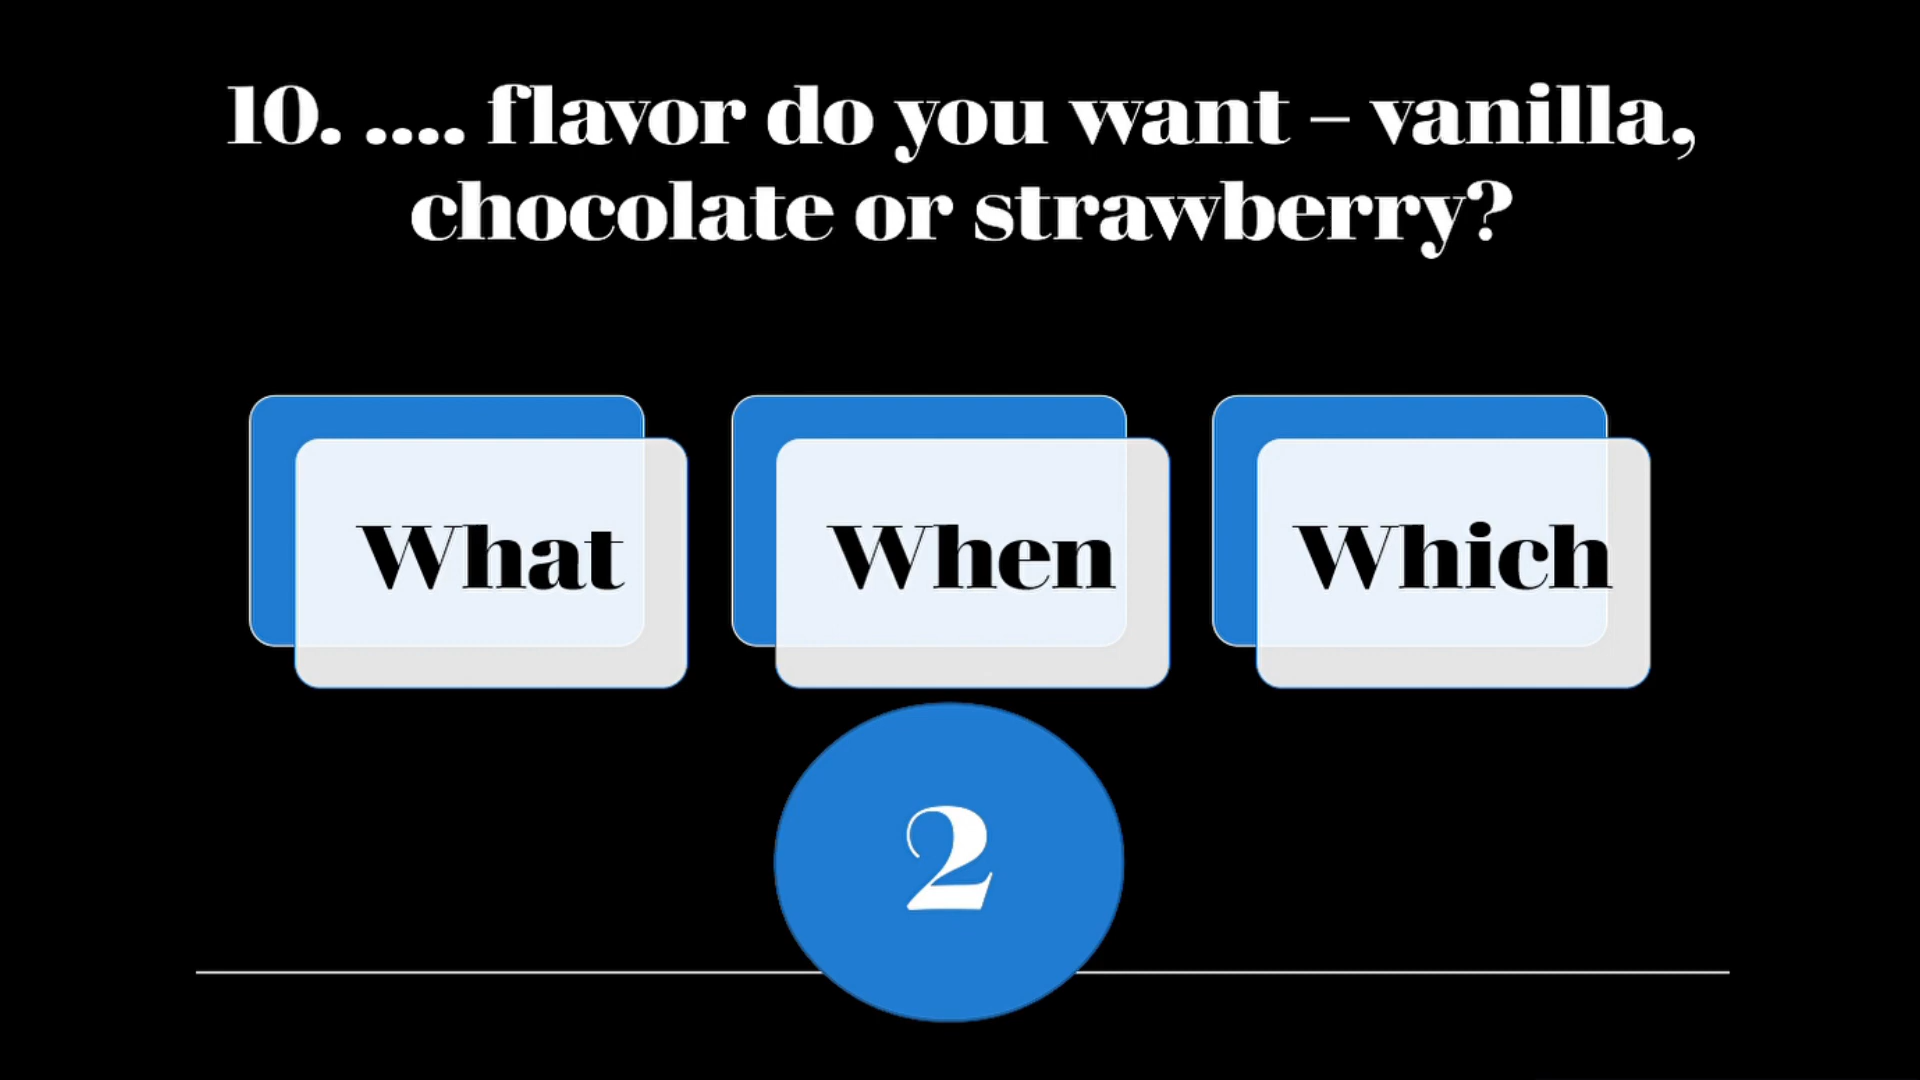 10. .... flavor do you want – vanilla,
chocolate or strawberry?
What
When
Which
2